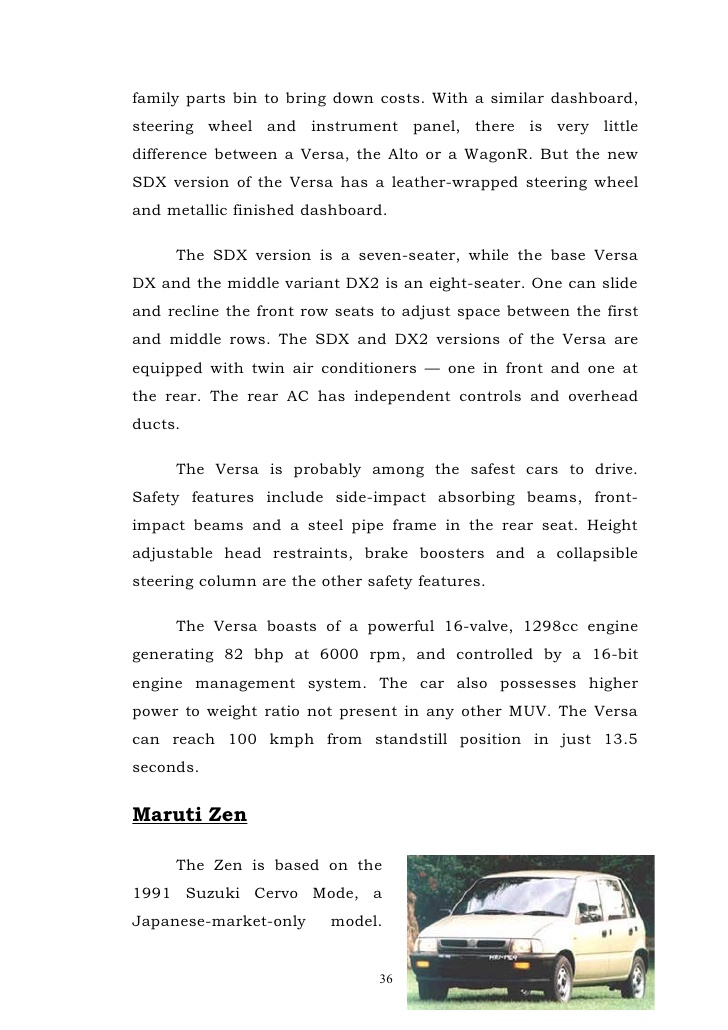 family parts bin to bring down costs. With a similar dashboard,
steering wheel and instrument panel, there is very little
difference between a Versa, the Alto or a WagonR. But the new
SDX version of the Versa has a leather-wrapped steering wheel
and metallic finished dashboard.
The SDX version is a seven-seater, while the base Versa
DX and the middle variant DX2 is an eight-seater. One can slide
and recline the front row seats to adjust space between the first
and middle rows. The SDX and DX2 versions of the Versa are
equipped with twin air conditioners — one in front and one at
the rear. The rear AC has independent controls and overhead
ducts.
The Versa is probably among the safest cars to drive.
Safety features include side-impact absorbing beams, front-
impact beams and a steel pipe frame in the rear seat. Height
adjustable head restraints, brake boosters and a collapsible
steering column are the other safety features.
The Versa boasts of a powerful 16-valve, 1298cc engine
generating 82 bhp at 6000 rpm, and controlled by a 16-bit
engine management system. The car also possesses higher
power to weight ratio not present in any other MUV. The Versa
can reach 100 kmph from standstill position in just 13.5
seconds.
Maruti Zen
The Zen is based on the
1991 Suzuki Cervo Mode, a
Japanese-market-only model.
36